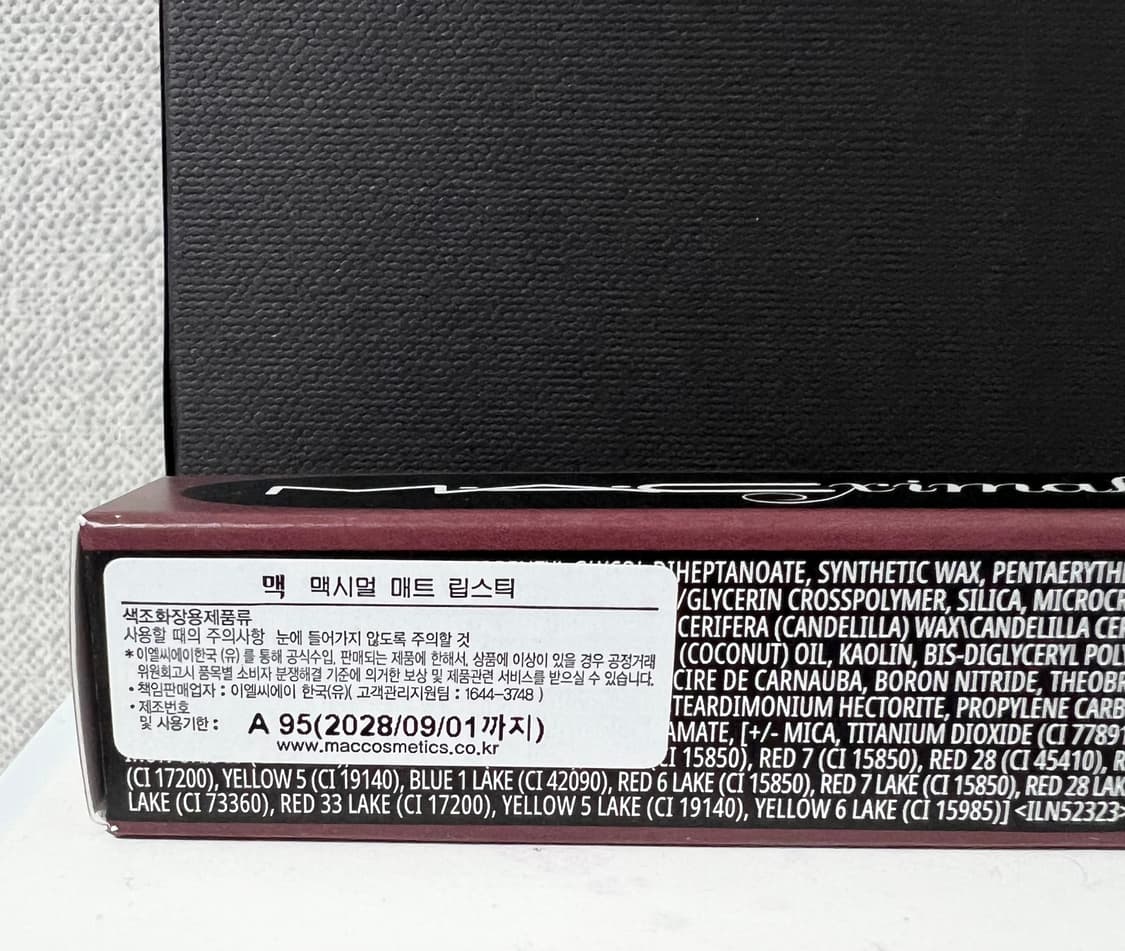 MACximal
맥 맥시멀 매트 립스틱
색조화장용제품류
사용할 때의 주의사항 눈에 들어가지 않도록 주의할 것
*이엘씨에이한국 (유)를 통해 공식수입, 판매되는 제품에 한해서, 상품에 이상이 있을 경우 공정거래
위원회고시 품목별 소비자 분쟁해결 기준에 의거한 보상 및 제품관련 서비스를 받으실 수 있습니다.
• 책임판매업자 : 이엘씨에이 한국(유)( 고객관리지원팀 : 1644-3748 )
• 제조번호
및 사용기한 : A 95(2028/09/01까지)
www.maccosmetics.co.kr
DIHEPTANOATE, SYNTHETIC WAX, PENTAERYTH
/GLYCERIN CROSSPOLYMER, SILICA, MICROCR
CERIFERA (CANDELILLA) WAX\CANDELILLA CE
(COCONUT) OIL, KAOLIN, BIS-DIGLYCERYL POL
CIRE DE CARNAUBA, BORON NITRIDE, THEOBR
TEARDIMONIUM HECTORITE, PROPYLENE CARB
AMATE, [+/- MICA, TITANIUM DIOXIDE (CI 77891
15850), RED 7 (CI 15850), RED 28 (CI 45410), R
(CI 17200), YELLOW 5 (CI 19140), BLUE 1 LAKE (CI 42090), RED 6 LAKE (CI 15850), RED 7 LAKE (CI 15850), RED 28 LAK
LAKE (CI 73360), RED 33 LAKE (CI 17200), YELLOW 5 LAKE (CI 19140), YELLOW 6 LAKE (CI 15985)] <ILN52323>